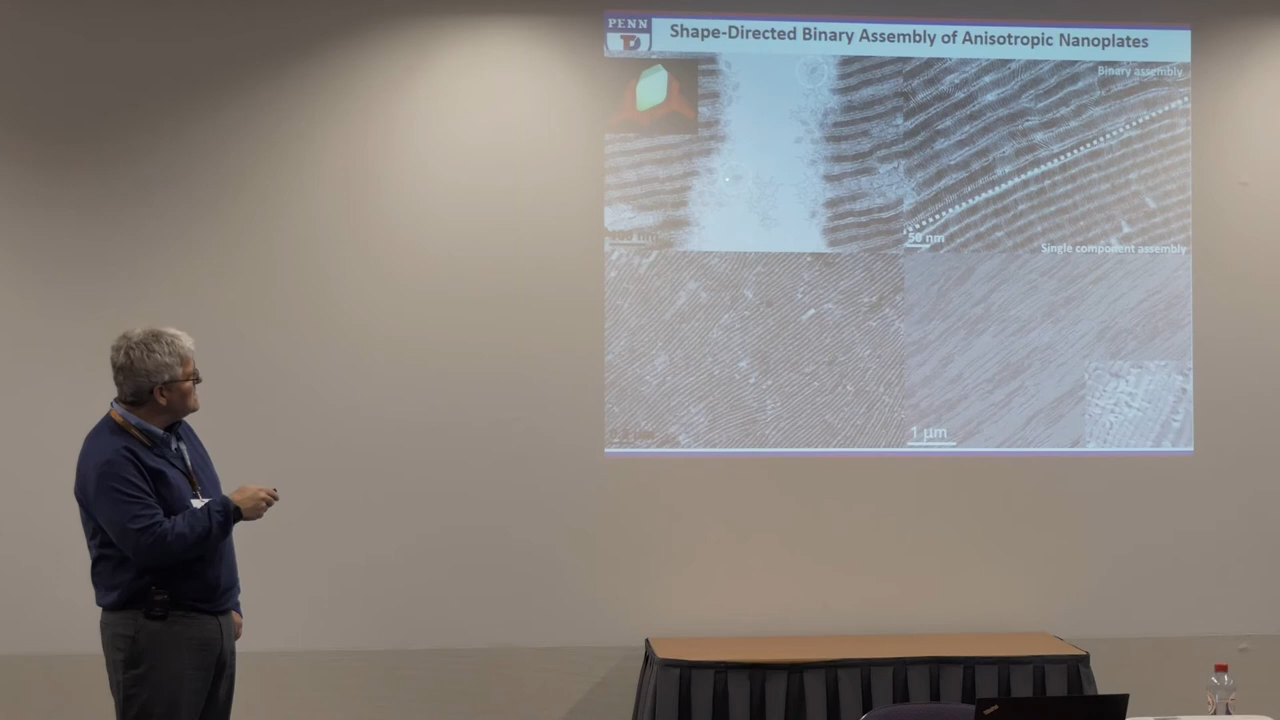 PENN
Shape-Directed Binary Assembly of Anisotropic Nanoplates
Binary assembly
50 nm
Single component assembly
1 µm